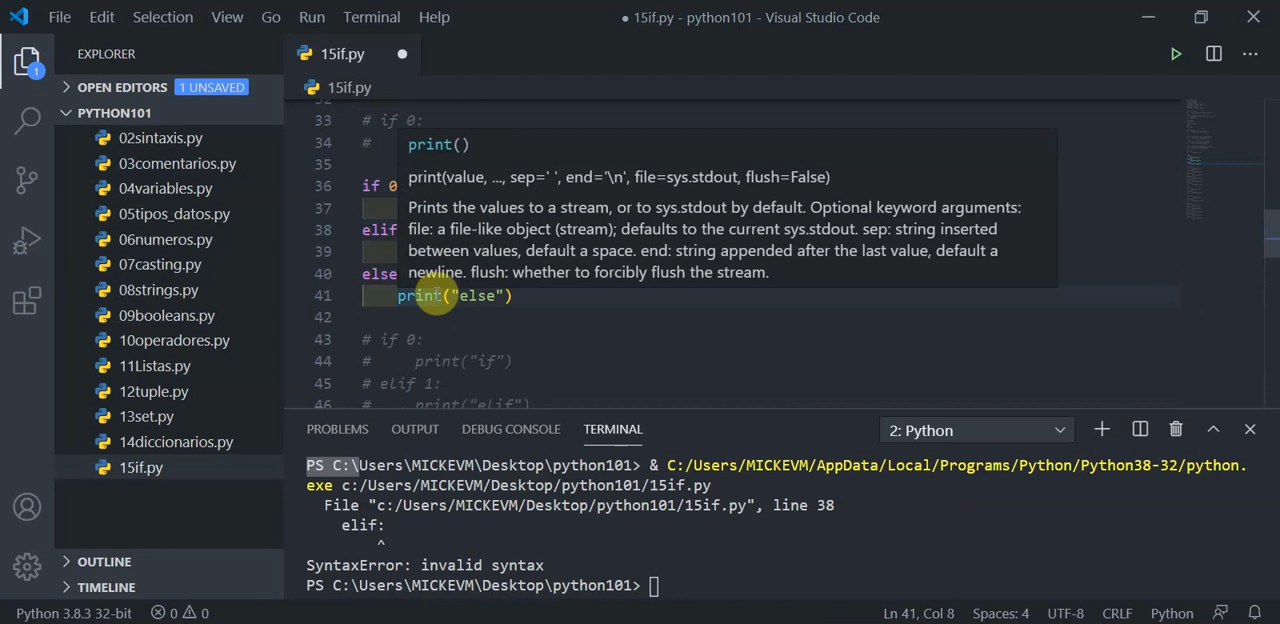 File Edit Selection View Go Run Terminal Help
● 15if.py - python101 - Visual Studio Code
EXPLORER
OPEN EDITORS 1 UNSAVED
PYTHON101
02sintaxis.py
03comentarios.py
04variables.py
05tipos_datos.py
06numeros.py
07casting.py
08strings.py
09booleans.py
10operadores.py
11Listas.py
12tuple.py
13set.py
14diccionarios.py
15if.py
OUTLINE
TIMELINE
1
15if.py
15if.py
32
33 # if 0:
34 #
35
36 if 0
37
38 elif
39
40 else
41 print("else")
42
43 # if 0:
44 # print("if")
45 # elif 1:
46 # print("elif")
print()
print(value, ..., sep=' ', end='\n', file=sys.stdout, flush=False)
Prints the values to a stream, or to sys.stdout by default. Optional keyword arguments:
file: a file-like object (stream); defaults to the current sys.stdout. sep: string inserted
between values, default a space. end: string appended after the last value, default a
newline. flush: whether to forcibly flush the stream.
PROBLEMS OUTPUT DEBUG CONSOLE TERMINAL
2: Python
PS C:\Users\MICKEVM\Desktop\python101> & C:/Users/MICKEVM/AppData/Local/Programs/Python/Python38-32/python.
exe c:/Users/MICKEVM/Desktop/python101/15if.py
File "c:/Users/MICKEVM/Desktop/python101/15if.py", line 38
elif:
^
SyntaxError: invalid syntax
PS C:\Users\MICKEVM\Desktop\python101>
Python 3.8.3 32-bit 0 0
Ln 41, Col 8 Spaces: 4 UTF-8 CRLF Python